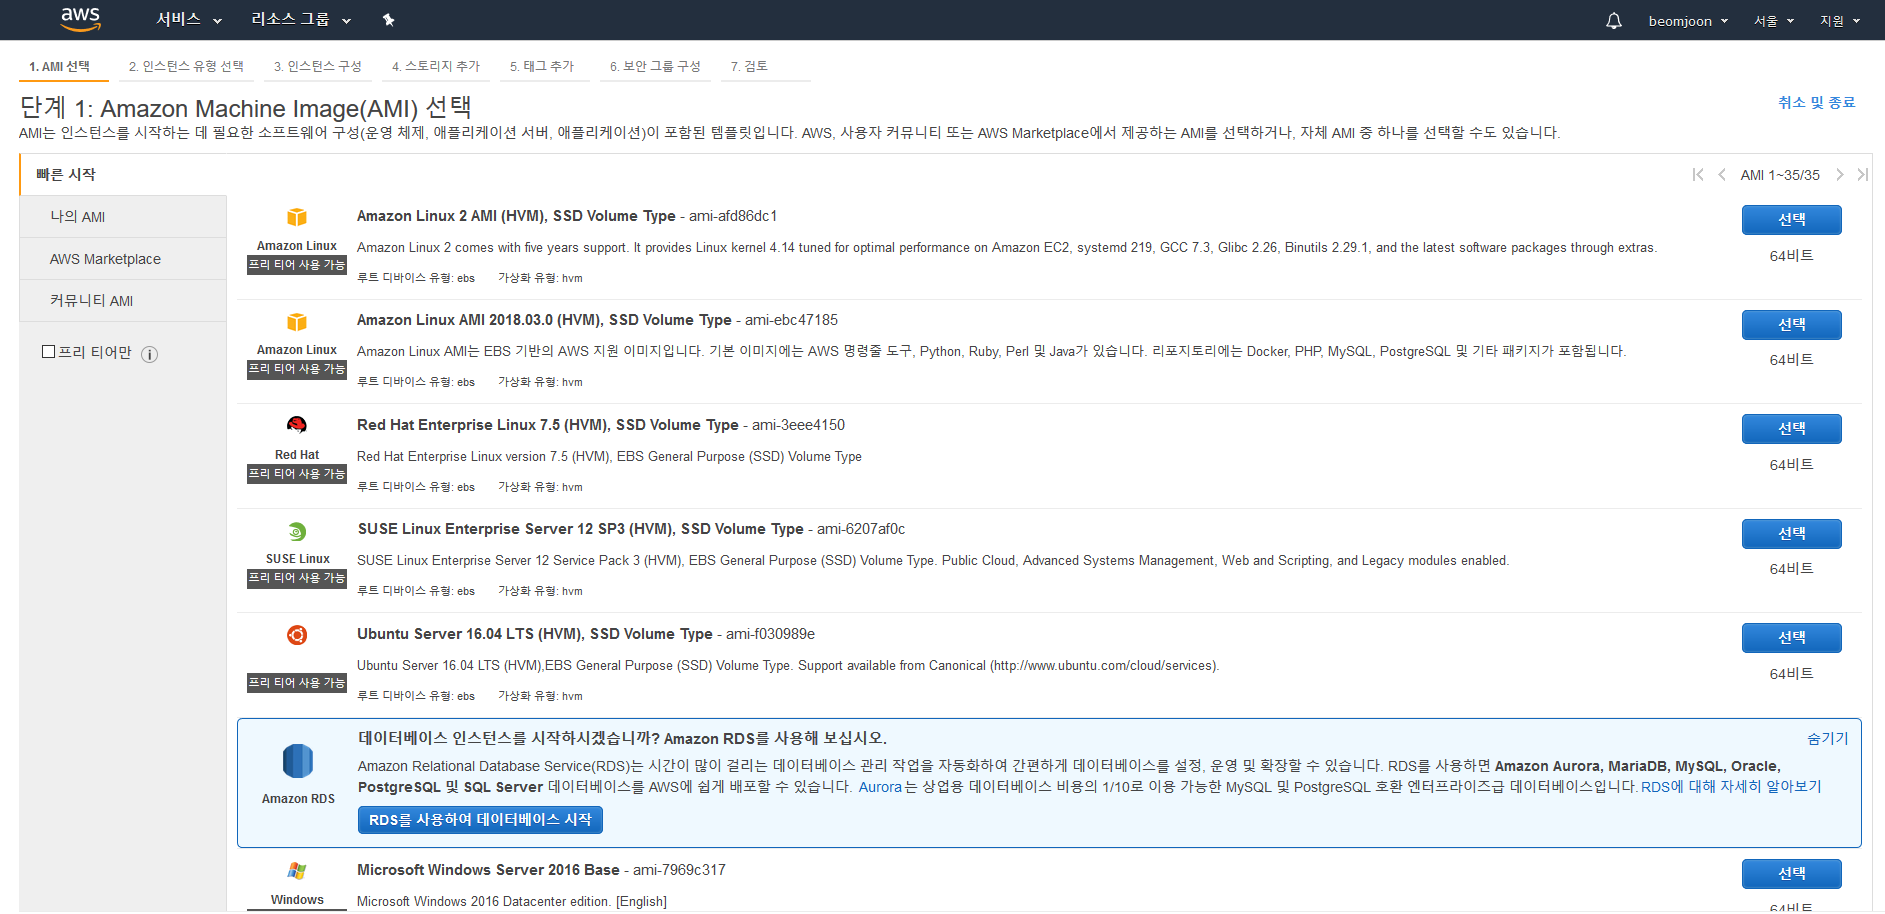 aws 서비스 리소스 그룹 beomjoon 서울 지원
1. AMI 선택 2. 인스턴스 유형 선택 3. 인스턴스 구성 4. 스토리지 추가 5. 태그 추가 6. 보안 그룹 구성 7. 검토
단계 1: Amazon Machine Image(AMI) 선택
취소 및 종료
AMI는 인스턴스를 시작하는 데 필요한 소프트웨어 구성(운영 체제, 애플리케이션 서버, 애플리케이션)이 포함된 템플릿입니다. AWS, 사용자 커뮤니티 또는 AWS Marketplace에서 제공하는 AMI를 선택하거나, 자체 AMI 중 하나를 선택할 수도 있습니다.
빠른 시작
AMI 1~35/35
나의 AMI
AWS Marketplace
커뮤니티 AMI
프리 티어만
Amazon Linux
프리 티어 사용 가능
Amazon Linux 2 AMI (HVM), SSD Volume Type - ami-afd86dc1
Amazon Linux 2 comes with five years support. It provides Linux kernel 4.14 tuned for optimal performance on Amazon EC2, systemd 219, GCC 7.3, Glibc 2.26, Binutils 2.29.1, and the latest software packages through extras.
루트 디바이스 유형: ebs 가상화 유형: hvm
선택
64비트
Amazon Linux
프리 티어 사용 가능
Amazon Linux AMI 2018.03.0 (HVM), SSD Volume Type - ami-ebc47185
Amazon Linux AMI는 EBS 기반의 AWS 지원 이미지입니다. 기본 이미지에는 AWS 명령줄 도구, Python, Ruby, Perl 및 Java가 있습니다. 리포지토리에는 Docker, PHP, MySQL, PostgreSQL 및 기타 패키지가 포함됩니다.
루트 디바이스 유형: ebs 가상화 유형: hvm
선택
64비트
Red Hat
프리 티어 사용 가능
Red Hat Enterprise Linux 7.5 (HVM), SSD Volume Type - ami-3eee4150
Red Hat Enterprise Linux version 7.5 (HVM), EBS General Purpose (SSD) Volume Type
루트 디바이스 유형: ebs 가상화 유형: hvm
선택
64비트
SUSE Linux
프리 티어 사용 가능
SUSE Linux Enterprise Server 12 SP3 (HVM), SSD Volume Type - ami-6207af0c
SUSE Linux Enterprise Server 12 Service Pack 3 (HVM), EBS General Purpose (SSD) Volume Type. Public Cloud, Advanced Systems Management, Web and Scripting, and Legacy modules enabled.
루트 디바이스 유형: ebs 가상화 유형: hvm
선택
64비트
프리 티어 사용 가능
Ubuntu Server 16.04 LTS (HVM), SSD Volume Type - ami-f030989e
Ubuntu Server 16.04 LTS (HVM),EBS General Purpose (SSD) Volume Type. Support available from Canonical (http://www.ubuntu.com/cloud/services).
루트 디바이스 유형: ebs 가상화 유형: hvm
선택
64비트
Amazon RDS
데이터베이스 인스턴스를 시작하시겠습니까? Amazon RDS를 사용해 보십시오.
숨기기
Amazon Relational Database Service(RDS)는 시간이 많이 걸리는 데이터베이스 관리 작업을 자동화하여 간편하게 데이터베이스를 설정, 운영 및 확장할 수 있습니다. RDS를 사용하면 Amazon Aurora, MariaDB, MySQL, Oracle,
PostgreSQL 및 SQL Server 데이터베이스를 AWS에 쉽게 배포할 수 있습니다. Aurora 는 상업용 데이터베이스 비용의 1/10로 이용 가능한 MySQL 및 PostgreSQL 호환 엔터프라이즈급 데이터베이스입니다. RDS에 대해 자세히 알아보기
RDS를 사용하여 데이터베이스 시작
Windows
Microsoft Windows Server 2016 Base - ami-7969c317
Microsoft Windows 2016 Datacenter edition. [English]
선택
64비트